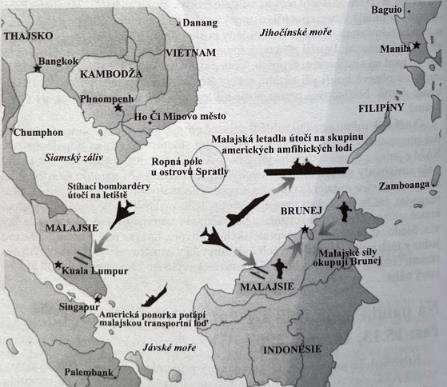 Baguio
Danang
THAJSKO
Jihočínské moře
Manila
VIETNAM
Bangkok
KAMBODŽA
Phnompenh
FILIPÍNY
Ho Či Minovo město
Chumphon
Malajská letadla útočí na skupinu
amerických amfibických lodí
Siamský záliv
Ropná pole
u ostrovů Spratly
Zamboanga
Stíhací bombardéry
útočí na letiště
BRUNEJ
MALAJSIE
Malajské síly
okupují Brunej
Kuala Lumpur
MALAJSIE
Singapur
Americká ponorka potápí
malajskou transportní loď
Jávské moře
INDONÉSIE
Palembank